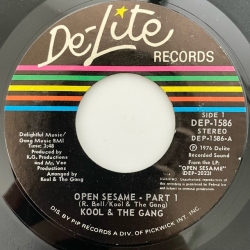 De-Lite
RECORDS
SIDE 1
DEP-1586
STEREO
DEP-1586-A
Delightful Music/
Gang Music BMI
Time: 3:48
Produced by
K.G. Productions
and Mr. Vee
Productions
Arranged by
Kool & The Gang
Ⓟ 1976 De-Lite
Recorded Sound
From the LP
"OPEN SESAME"
(DEP-2023)
OPEN SESAME - PART 1
(R. Bell/Kool & The Gang)
KOOL & THE GANG
DIS. BY PIP RECORDS A DIV. OF PICKWICK INT'L.